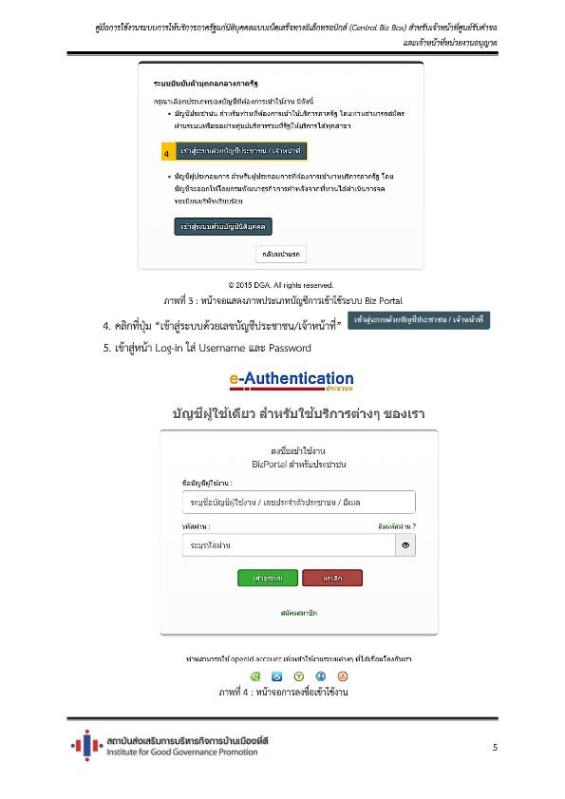 คู่มือการใช้งานระบบการให้บริการภาครัฐแก่นิติบุคคลแบบเบ็ดเสร็จทางอิเล็กทรอนิกส์ (Central Biz Box) สำหรับเจ้าหน้าที่ศูนย์รับคำขอ
และเจ้าหน้าที่หน่วยงานอนุญาต
ระบบยืนยันตัวบุคคลกลางภาครัฐ
กรุณาเลือกประเภทของบัญชีที่ต้องการเข้าใช้งาน มีดังนี้
• บัญชีประชาชน สำหรับท่านที่ต้องการเข้าใช้บริการภาครัฐ โดยท่านสามารถสมัคร
ผ่านระบบหรือขอผ่านศูนย์บริการร่วมที่รัฐให้บริการได้ทุกสาขา
4 เข้าสู่ระบบด้วยบัญชีประชาชน / เจ้าหน้าที่
• บัญชีผู้ประกอบการ สำหรับผู้ประกอบการที่ต้องการเข้ามาบริการภาครัฐ โดย
บัญชีจะออกให้โดยกรมพัฒนาธุรกิจการค้าหลังจากที่ท่านได้ดำเนินการจด
ทะเบียนบริษัทเรียบร้อย
เข้าสู่ระบบด้วยบัญชีนิติบุคคล
กลับหน้าแรก
© 2015 DGA. All rights reserved.
ภาพที่ 3 : หน้าจอแสดงภาพประเภทบัญชีการเข้าใช้ระบบ Biz Portal
4. คลิกที่ปุ่ม “เข้าสู่ระบบด้วยเลขบัญชีประชาชน/เจ้าหน้าที่” เข้าสู่ระบบด้วยบัญชีประชาชน / เจ้าหน้าที่
5. เข้าสู่หน้า Log-in ใส่ Username และ Password
e-Authentication
ประชาชน
บัญชีผู้ใช้เดียว สำหรับใช้บริการต่างๆ ของเรา
ลงชื่อเข้าใช้งาน
BizPortal สำหรับประชาชน
ชื่อบัญชีผู้ใช้งาน :
ระบุชื่อบัญชีผู้ใช้งาน / เลขประจำตัวประชาชน / อีเมล
รหัสผ่าน : ลืมรหัสผ่าน ?
ระบุรหัสผ่าน
เข้าสู่ระบบ ยกเลิก
สมัครสมาชิก
ท่านสามารถใช้ openid account เพื่อเข้าใช้งานระบบต่างๆ ที่ได้เชื่อมโยงกับเรา
ภาพที่ 4 : หน้าจอการลงชื่อเข้าใช้งาน
สถาบันส่งเสริมการบริหารกิจการบ้านเมืองที่ดี
Institute for Good Governance Promotion
5